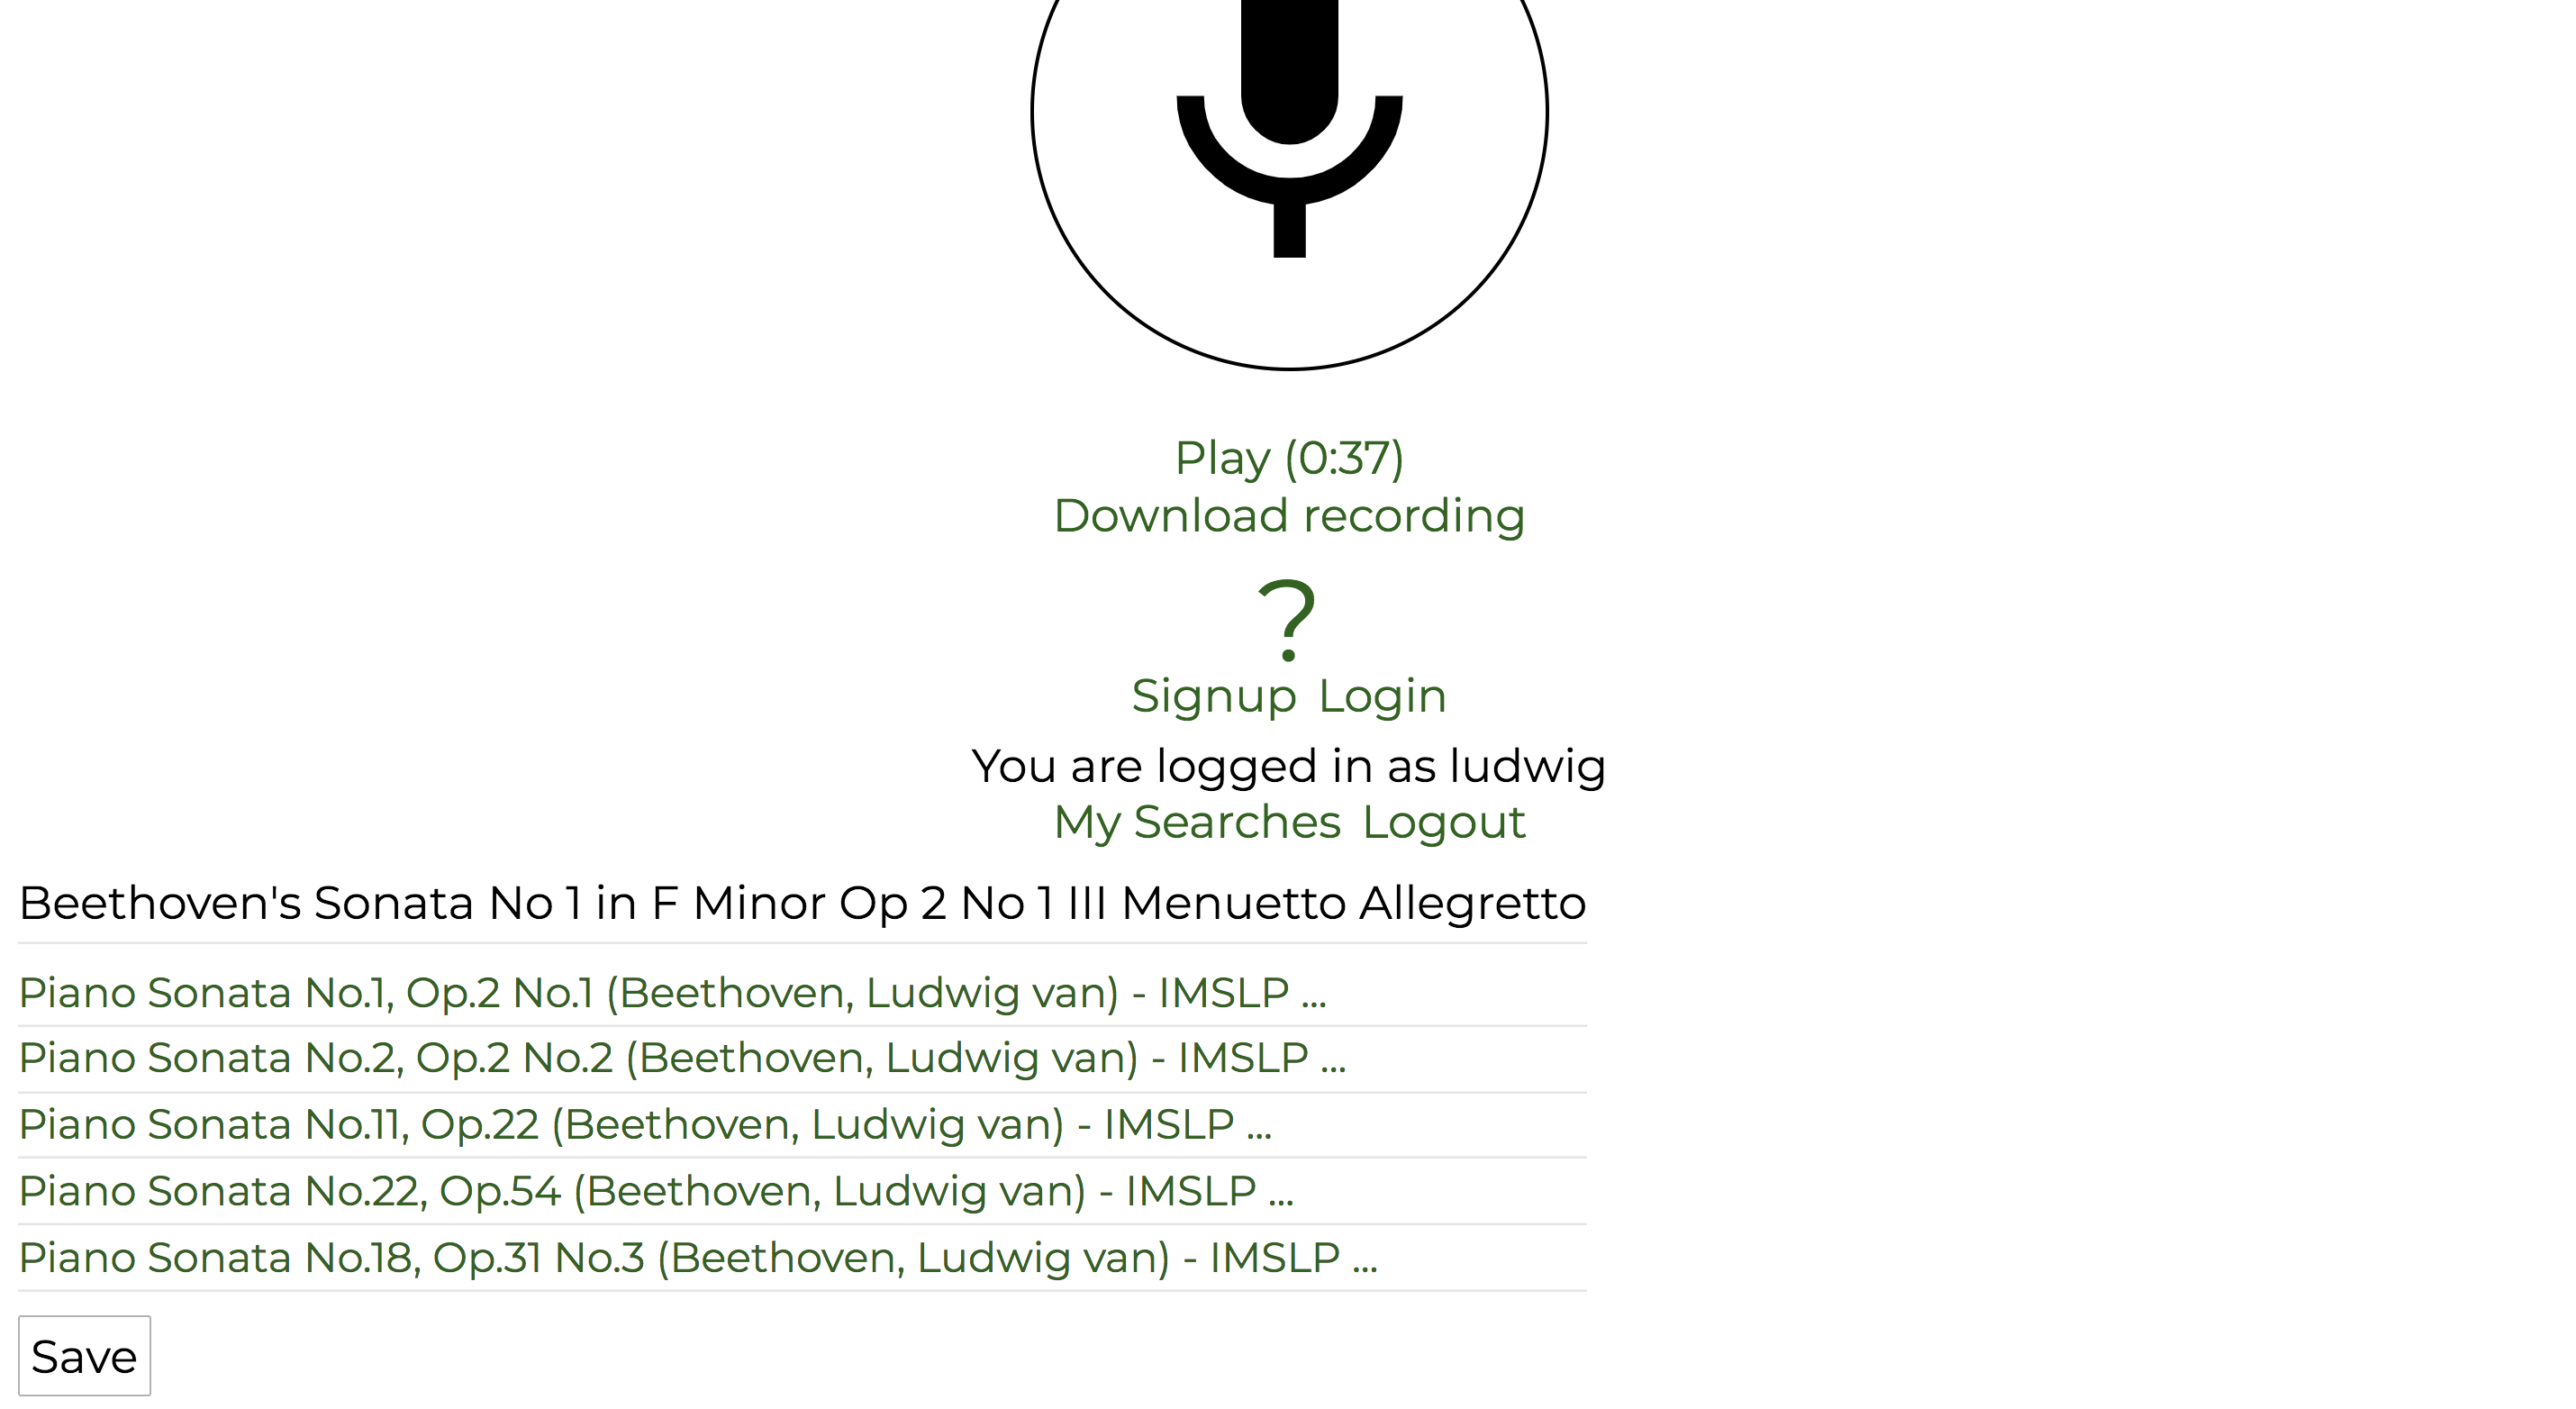 Play (0:37)
Download recording
?
Signup Login
You are logged in as ludwig
My Searches Logout
Beethoven's Sonata No 1 in F Minor Op 2 No 1 III Menuetto Allegretto
Piano Sonata No.1, Op.2 No.1 (Beethoven, Ludwig van) - IMSLP ...
Piano Sonata No.2, Op.2 No.2 (Beethoven, Ludwig van) - IMSLP ...
Piano Sonata No.11, Op.22 (Beethoven, Ludwig van) - IMSLP ...
Piano Sonata No.22, Op.54 (Beethoven, Ludwig van) - IMSLP ...
Piano Sonata No.18, Op.31 No.3 (Beethoven, Ludwig van) - IMSLP ...
Save